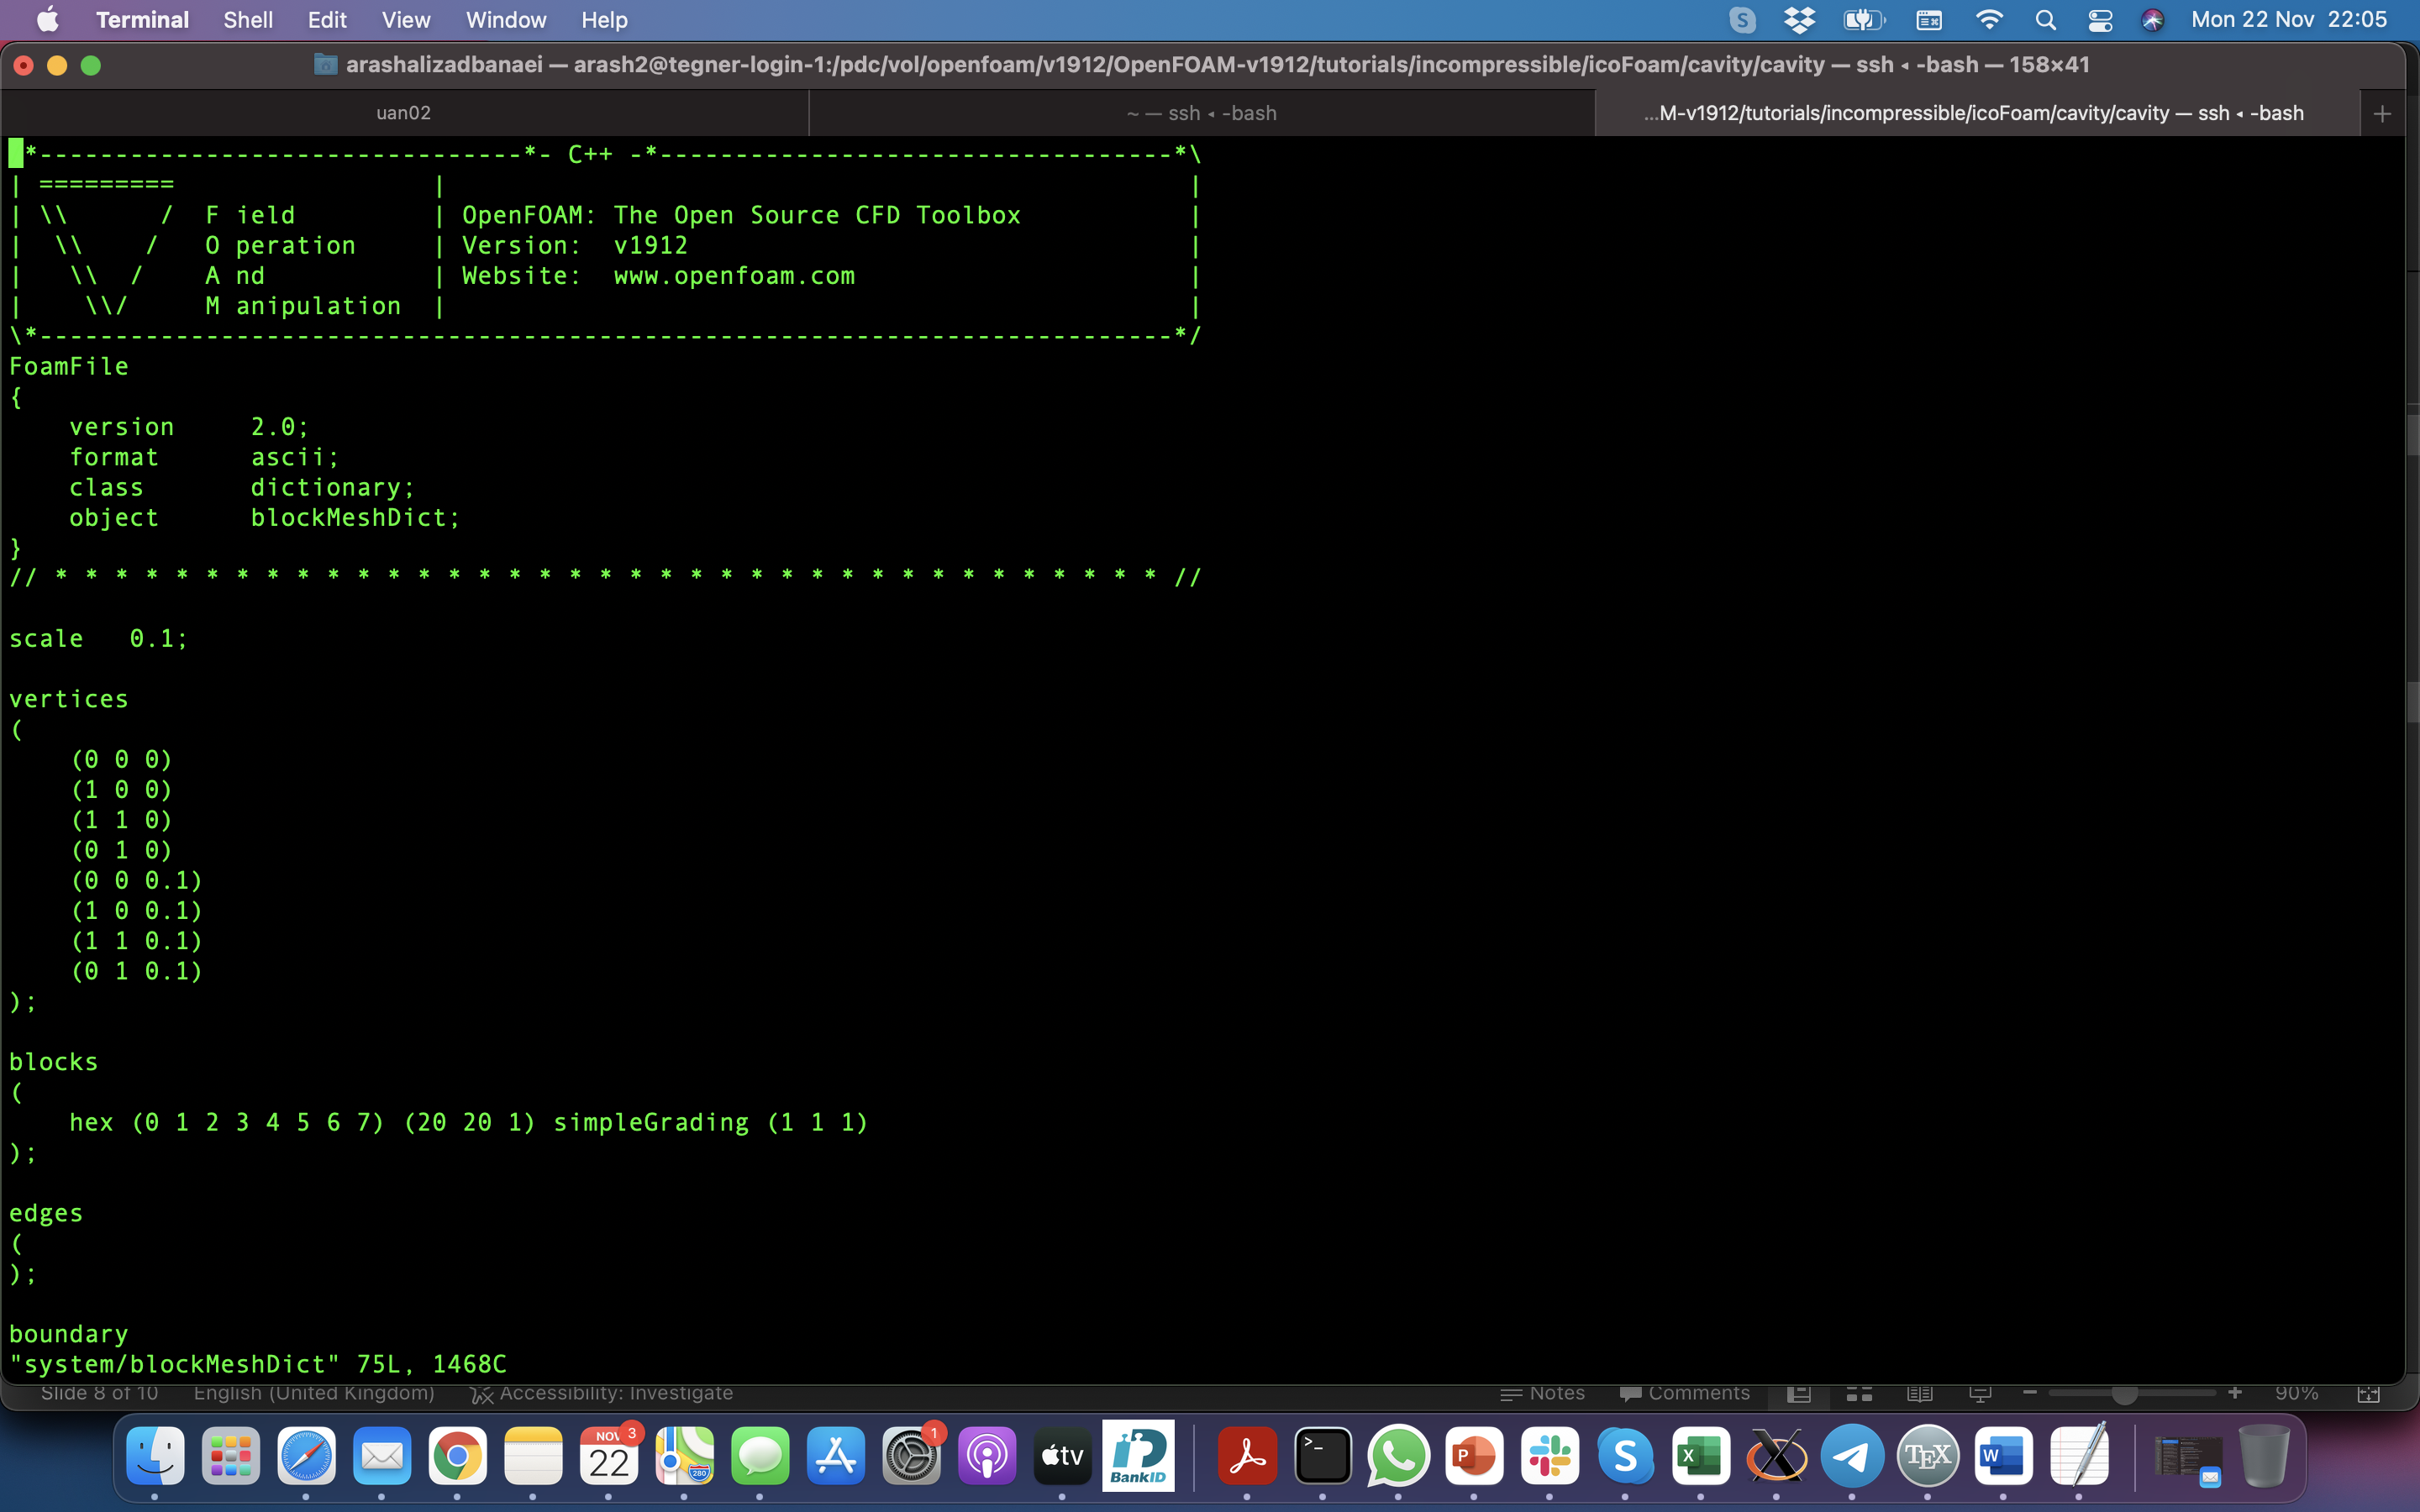 Terminal Shell Edit View Window Help Mon 22 Nov 22:05
arashalizadbanaei — arash2@tegner-login-1:/pdc/vol/openfoam/v1912/OpenFOAM-v1912/tutorials/incompressible/icoFoam/cavity/cavity — ssh ◂ -bash — 158×41
uan02
~ — ssh ◂ -bash
...M-v1912/tutorials/incompressible/icoFoam/cavity/cavity — ssh ◂ -bash
*--------------------------------*- C++ -*----------------------------------*\
| =========                 |                                                 |
| \\      /  F ield         | OpenFOAM: The Open Source CFD Toolbox           |
|  \\    /   O peration     | Version:  v1912                                 |
|   \\  /    A nd           | Website:  www.openfoam.com                      |
|    \\/     M anipulation  |                                                 |
\*---------------------------------------------------------------------------*/
FoamFile
{
    version     2.0;
    format      ascii;
    class       dictionary;
    object      blockMeshDict;
}
// * * * * * * * * * * * * * * * * * * * * * * * * * * * * * * * * * * * * * //
scale   0.1;
vertices
(
    (0 0 0)
    (1 0 0)
    (1 1 0)
    (0 1 0)
    (0 0 0.1)
    (1 0 0.1)
    (1 1 0.1)
    (0 1 0.1)
);
blocks
(
    hex (0 1 2 3 4 5 6 7) (20 20 1) simpleGrading (1 1 1)
);
edges
(
);
boundary
"system/blockMeshDict" 75L, 1468C
Slide 8 of 10 English (United Kingdom) Accessibility: Investigate Notes Comments 90%
NOV 3 1
22 280 tv BankID >_ P S X TEX W